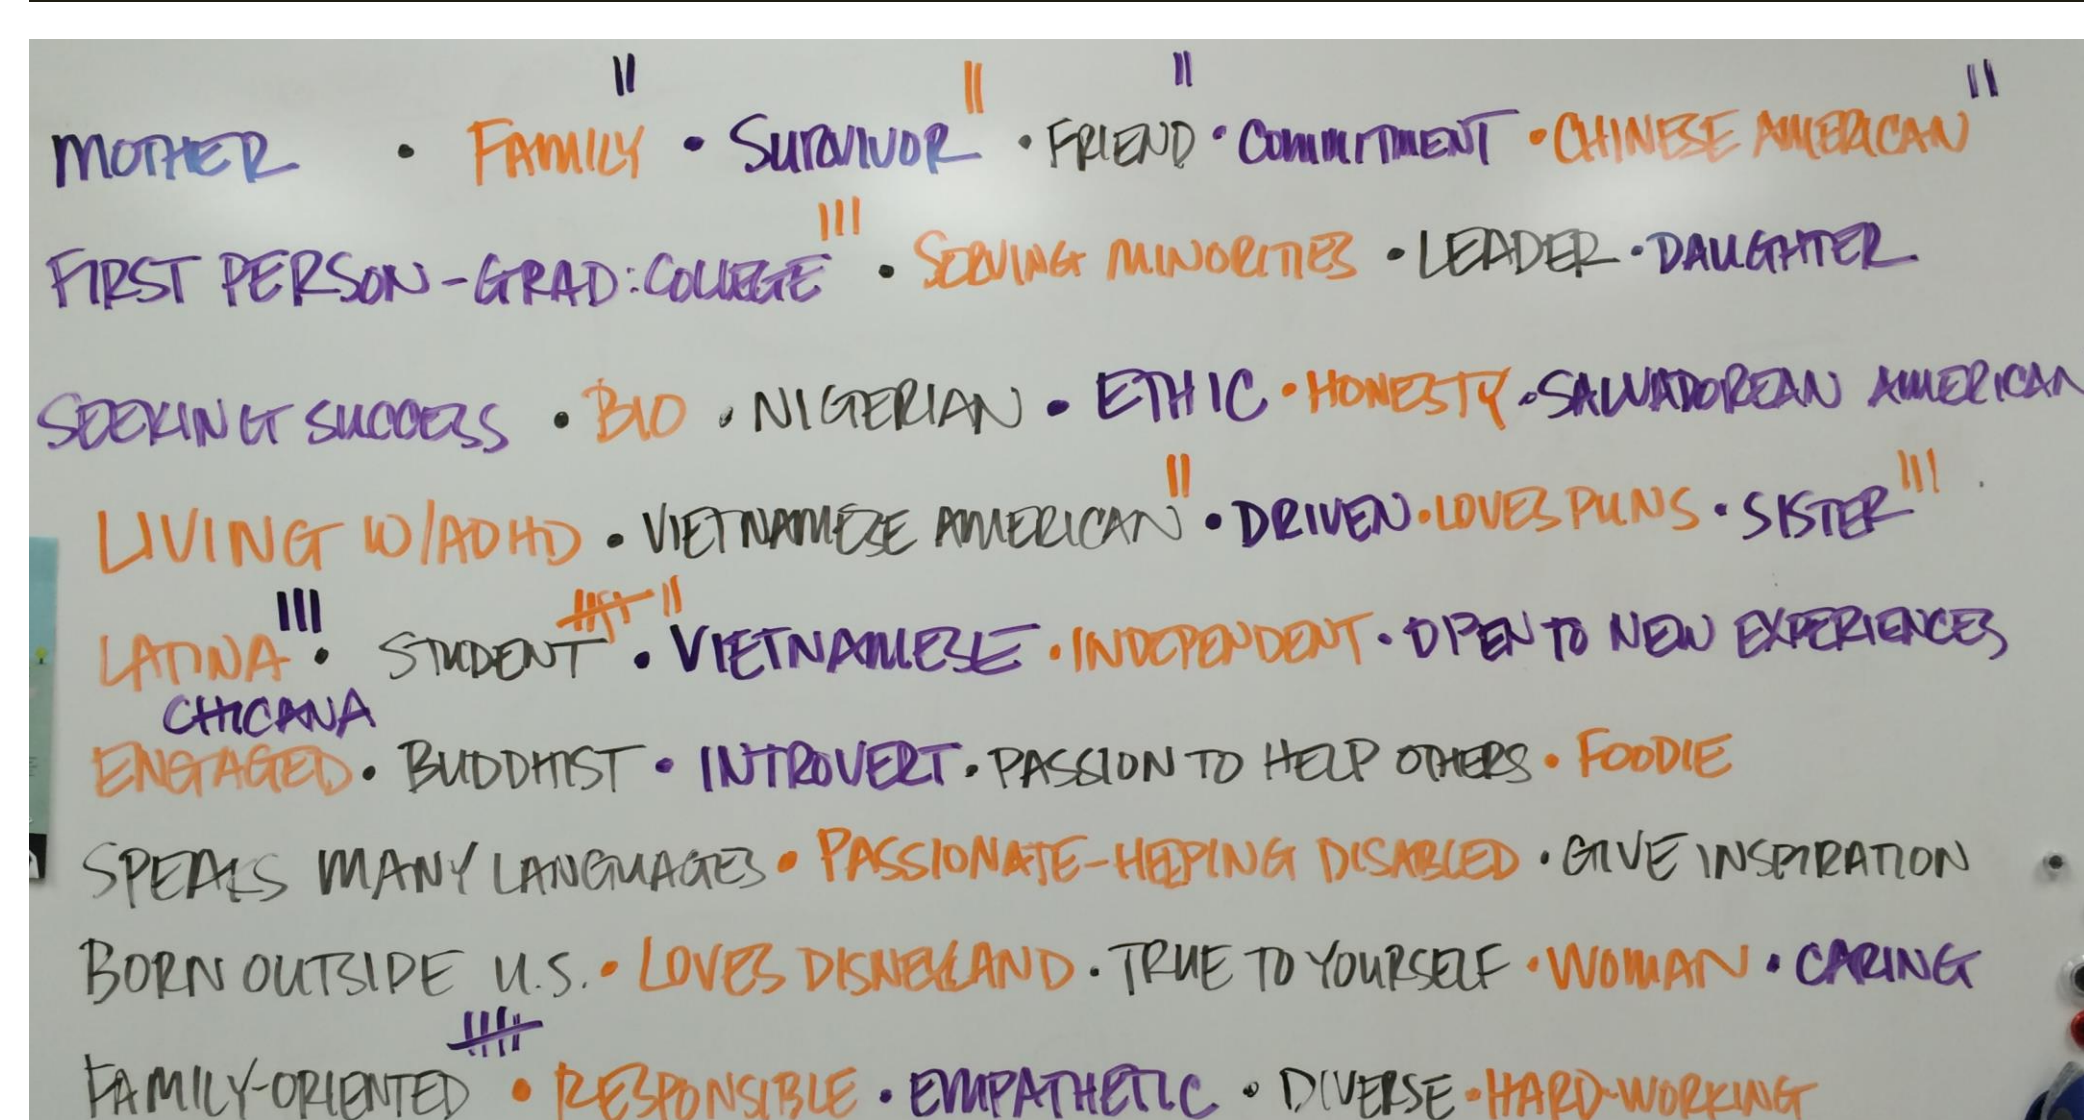 MOTHER • FAMILY || • SURVIVOR || • FRIEND || • COMMITMENT • CHINESE AMERICAN ||
FIRST PERSON-GRAD: COLLEGE ||| • SERVING MINORITIES • LEADER • DAUGHTER
SEEKING SUCCESS • BIO • NIGERIAN • ETHIC • HONESTY • SALVADOREAN AMERICAN
LIVING W/ADHD • VIETNAMESE AMERICAN || • DRIVEN • LOVES PUNS • SISTER |||
LATINA ||| • STUDENT 卌 || • VIETNAMESE • INDEPENDENT • OPEN TO NEW EXPERIENCES
CHICANA
ENGAGED • BUDDHIST • INTROVERT • PASSION TO HELP OTHERS • FOODIE
SPEAKS MANY LANGUAGES • PASSIONATE-HELPING DISABLED • GIVE INSPIRATION
BORN OUTSIDE U.S. • LOVES DISNEYLAND • TRUE TO YOURSELF • WOMAN • CARING
FAMILY-ORIENTED 卌 • RESPONSIBLE • EMPATHETIC • DIVERSE • HARD-WORKING